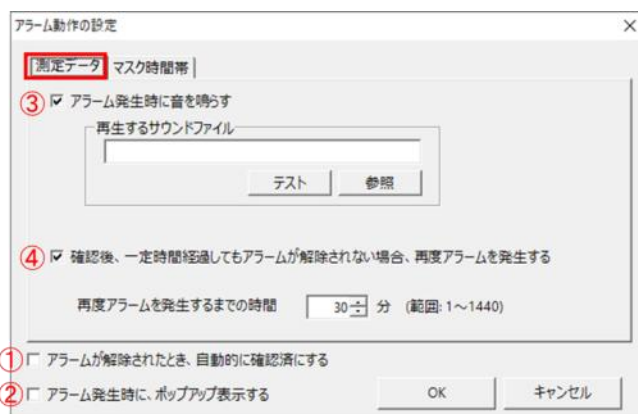 アラーム動作の設定
測定データ マスク時間帯
③ アラーム発生時に音を鳴らす
再生するサウンドファイル
テスト 参照
④ 確認後、一定時間経過してもアラームが解除されない場合、再度アラームを発生する
再度アラームを発生するまでの時間 30 分 (範囲: 1～1440)
① アラームが解除されたとき、自動的に確認済にする
② アラーム発生時に、ポップアップ表示する
OK キャンセル